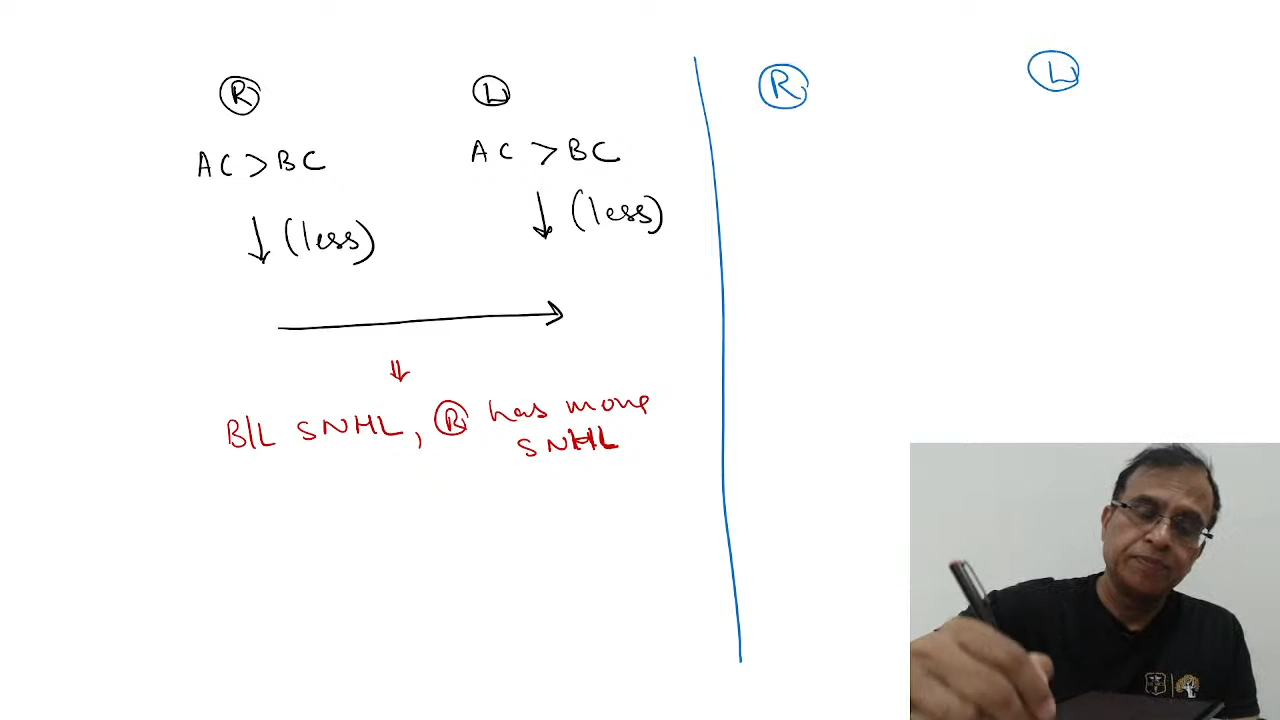 R L
AC > BC AC > BC
↓ (less) ↓ (less)
→
⇓
B/L SNHL, R has more
SNHL
R L